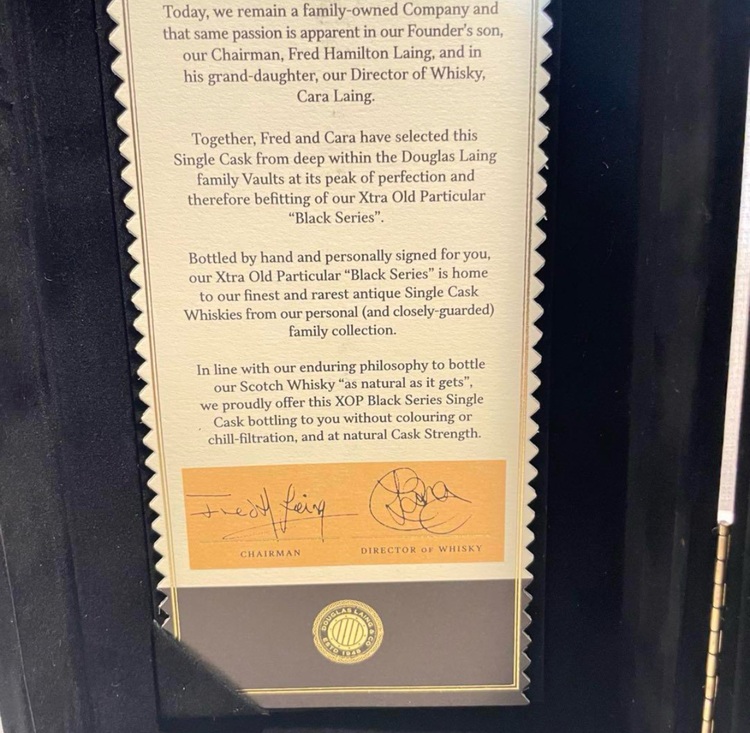 Today, we remain a family-owned Company and
that same passion is apparent in our Founder's son,
our Chairman, Fred Hamilton Laing, and in
his grand-daughter, our Director of Whisky,
Cara Laing.
Together, Fred and Cara have selected this
Single Cask from deep within the Douglas Laing
family Vaults at its peak of perfection and
therefore befitting of our Xtra Old Particular
“Black Series”.
Bottled by hand and personally signed for you,
our Xtra Old Particular “Black Series” is home
to our finest and rarest antique Single Cask
Whiskies from our personal (and closely-guarded)
family collection.
In line with our enduring philosophy to bottle
our Scotch Whisky “as natural as it gets”,
we proudly offer this XOP Black Series Single
Cask bottling to you without colouring or
chill-filtration, and at natural Cask Strength.
Fred H Laing
CHAIRMAN
DIRECTOR OF WHISKY
DOUGLAS LAING & CO
ESTD 1948